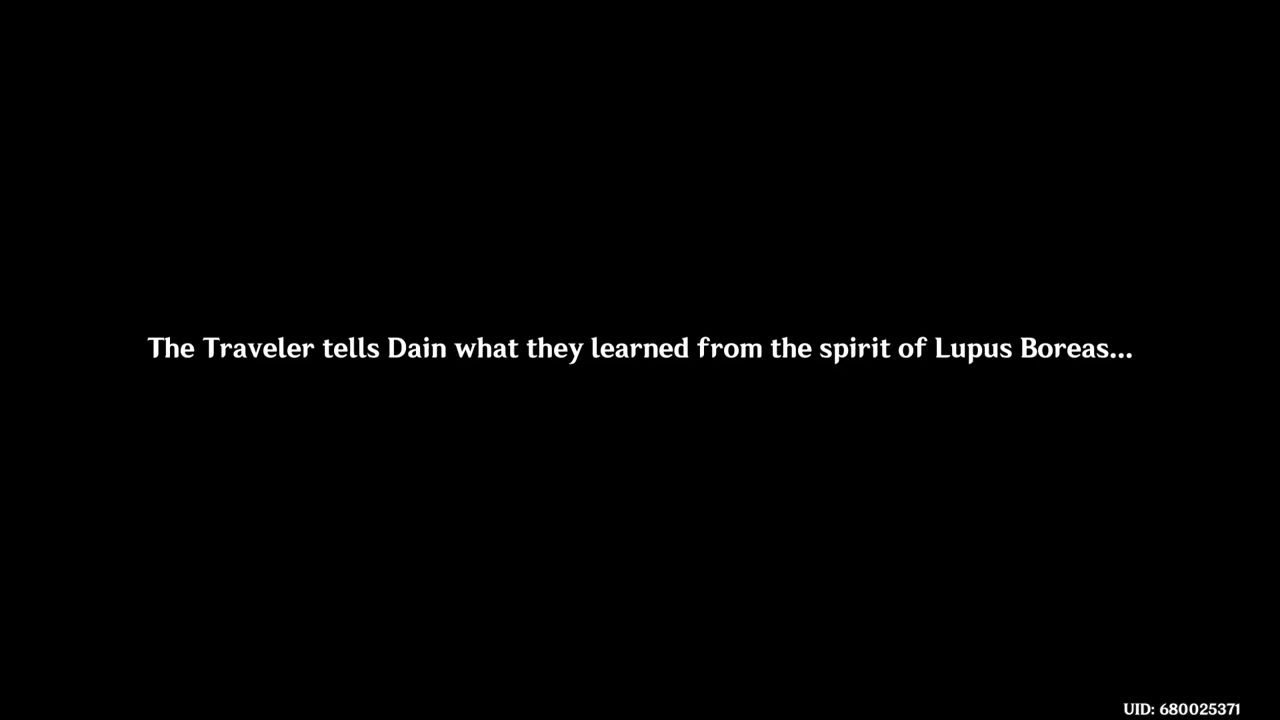 The Traveler tells Dain what they learned from the spirit of Lupus Boreas...
UID: 680025371